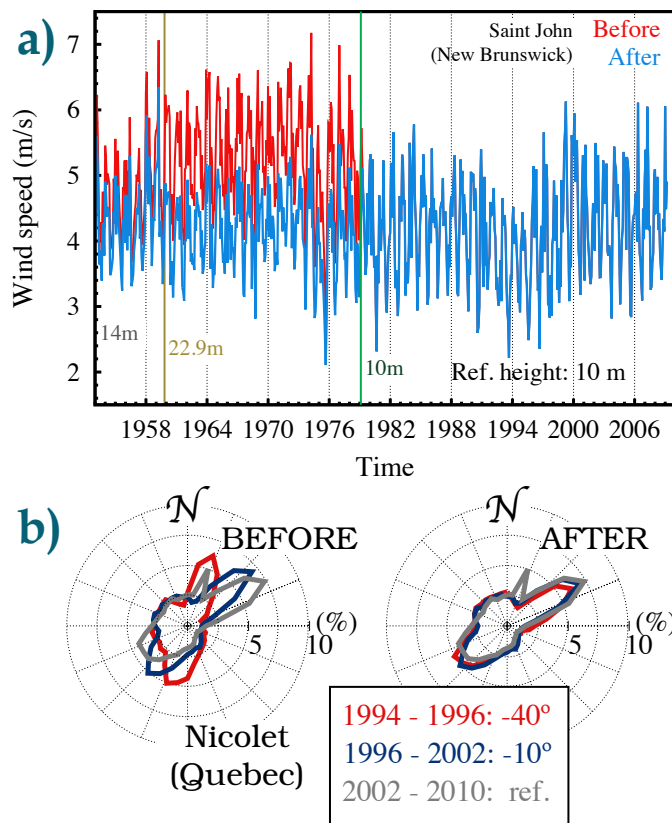 a)
Saint John
(New Brunswick)
Before
After
Wind speed (m/s)
7
6
5
4
3
2
14m
22.9m
10m
Ref. height: 10 m
1958 1964 1970 1976 1982 1988 1994 2000 2006
Time
b)
N
BEFORE
(%)
5
10
N
AFTER
(%)
5
10
Nicolet
(Quebec)
1994 - 1996: -40º
1996 - 2002: -10º
2002 - 2010: ref.